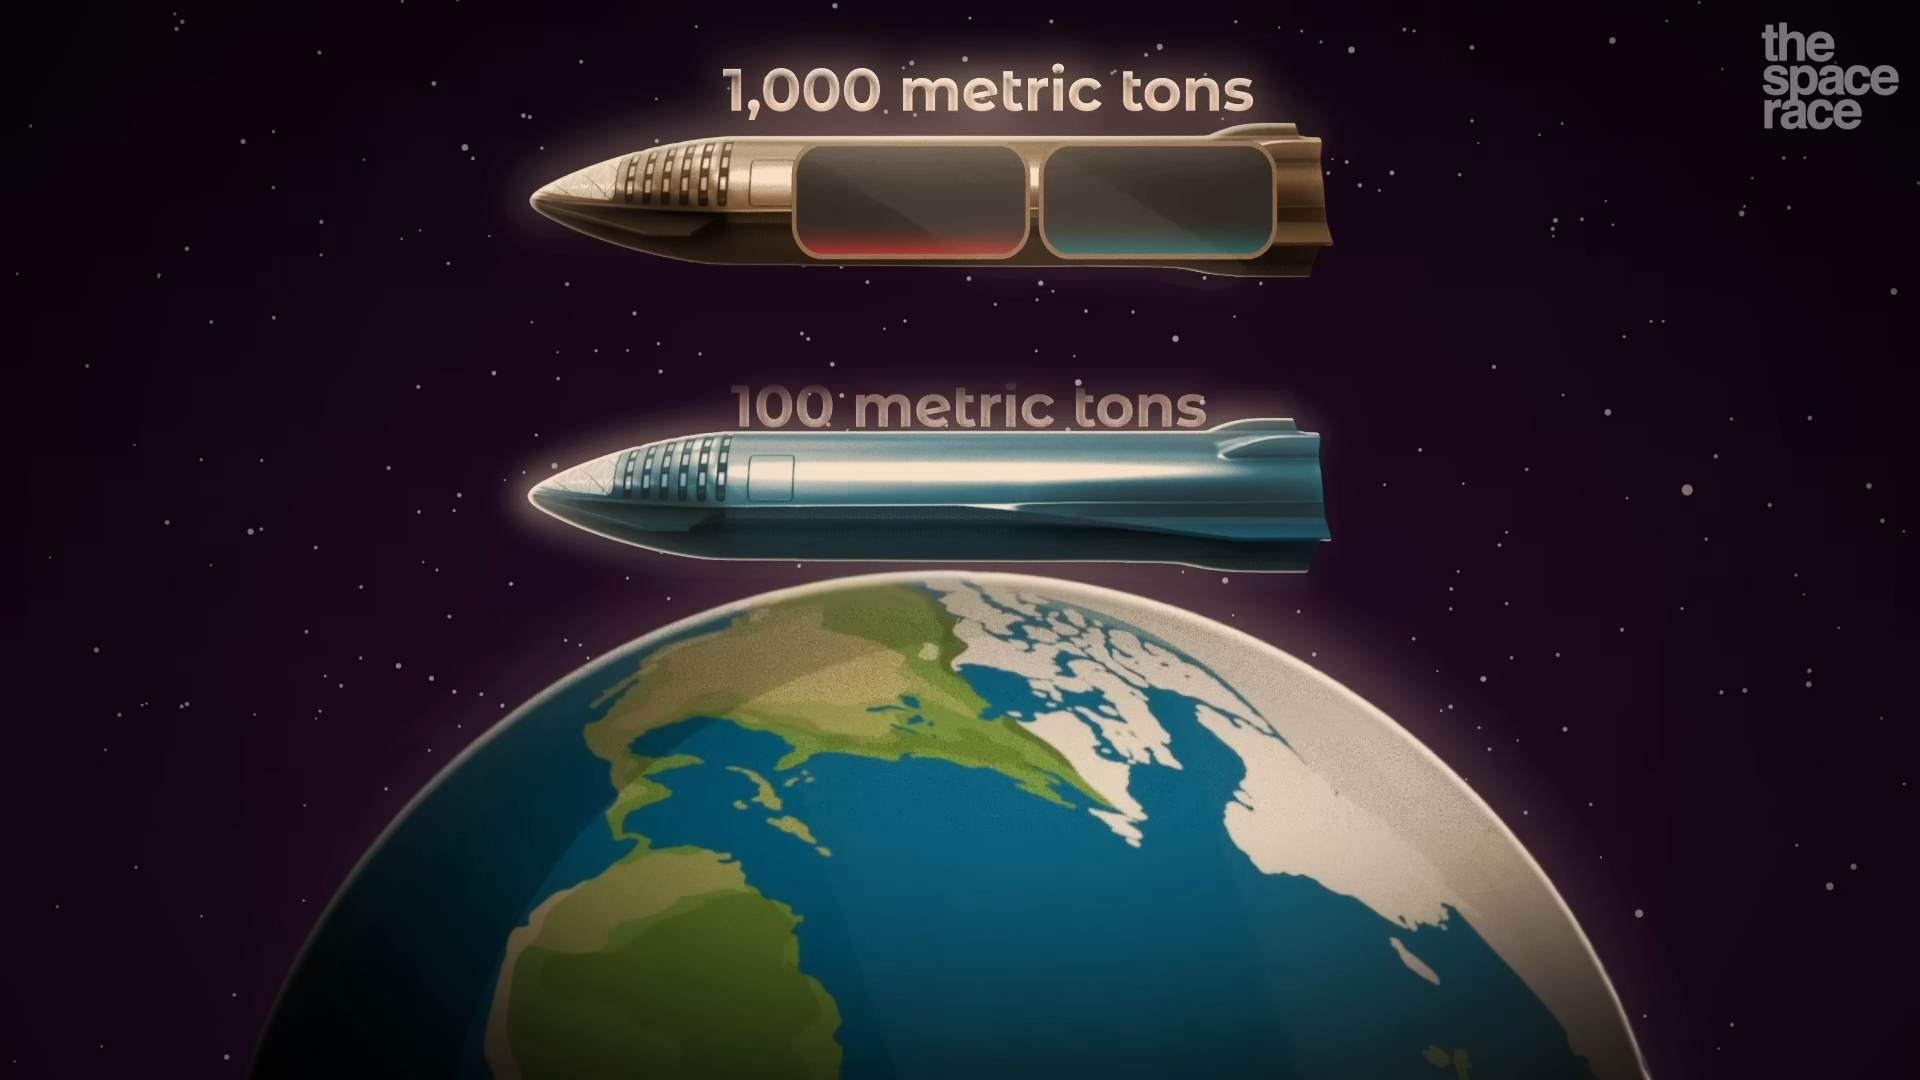 1,000 metric tons
the
space
race
100 metric tons